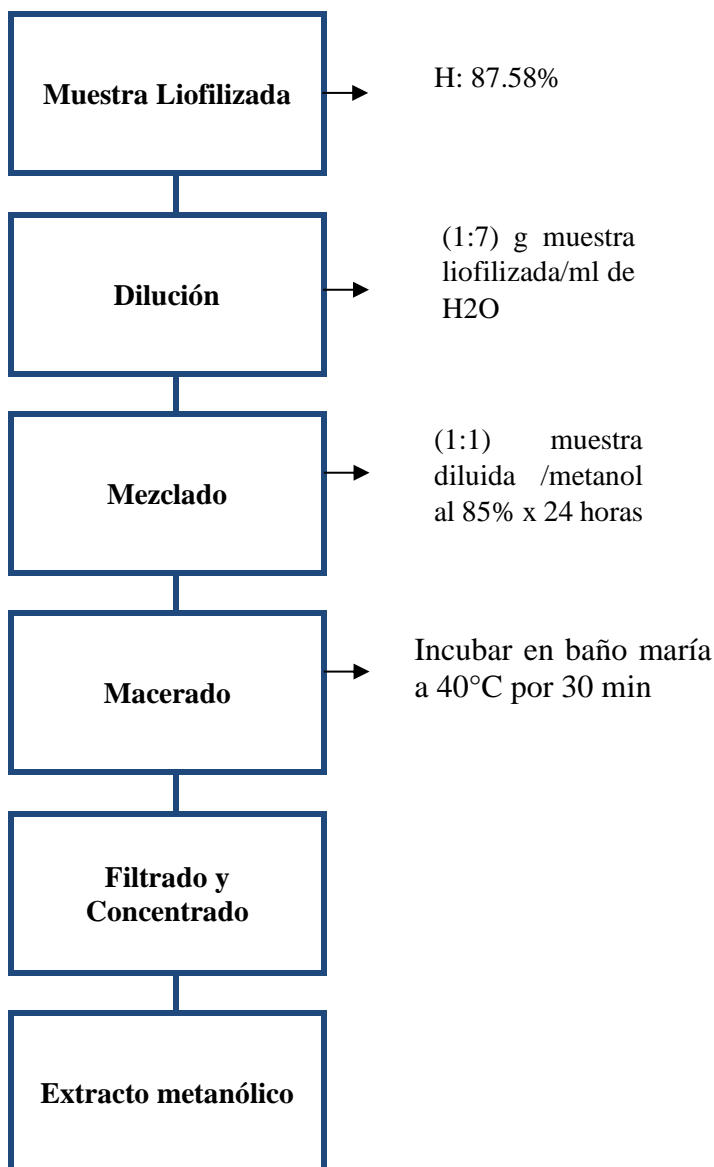 Muestra Liofilizada
H: 87.58%
Dilución
(1:7) g muestra
liofilizada/ml de
H2O
Mezclado
(1:1) muestra
diluida /metanol
al 85% x 24 horas
Macerado
Incubar en baño maría
a 40°C por 30 min
Filtrado y
Concentrado
Extracto metanólico